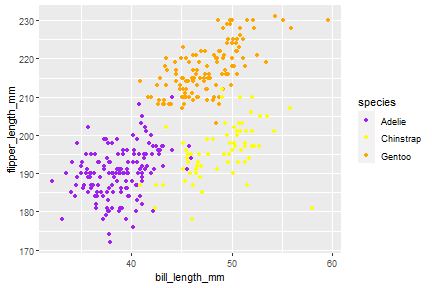 230
220
210
200
190
180
170
flipper_length_mm
40
50
60
bill_length_mm
species
Adelie
Chinstrap
Gentoo